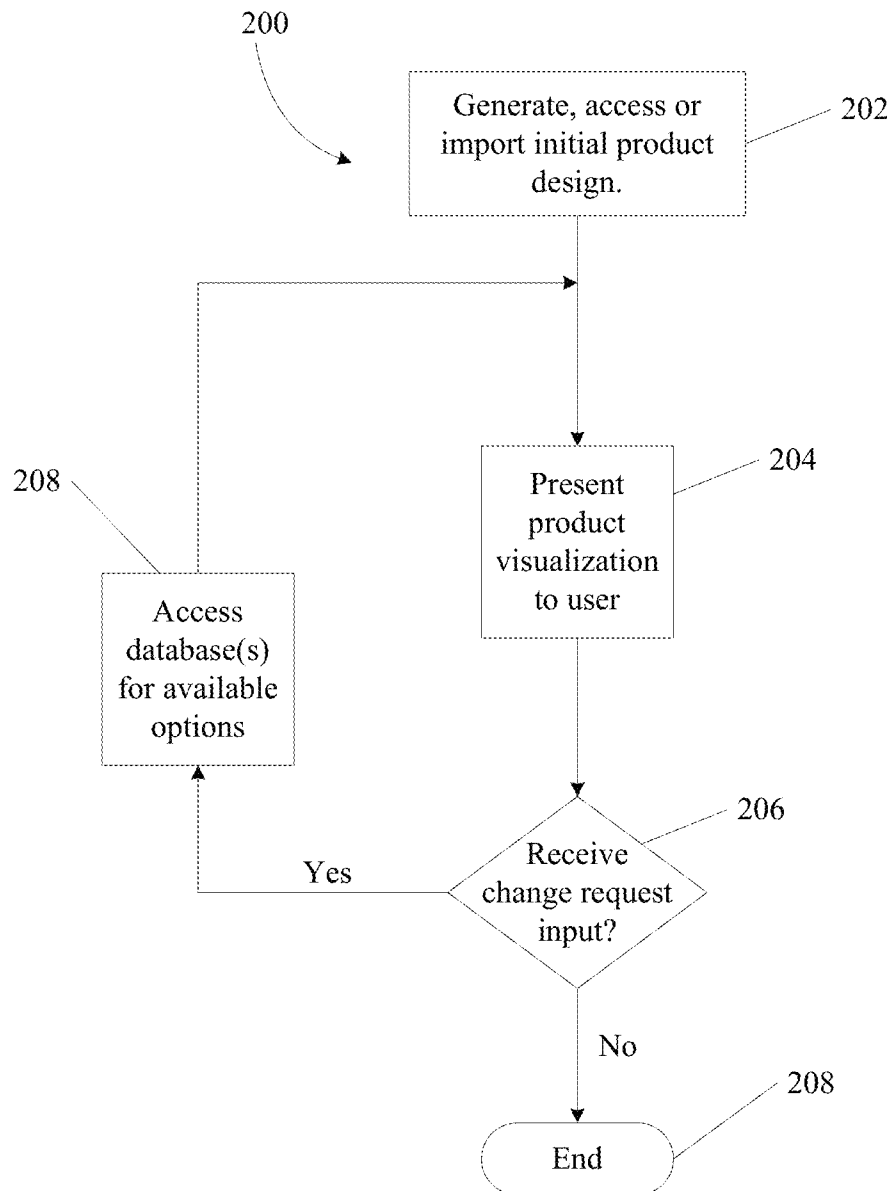 200
Generate, access or
import initial product
design.
202
204
Present
product
visualization
to user
208
Access
database(s)
for available
options
206
Receive
change request
input?
Yes
No
208
End